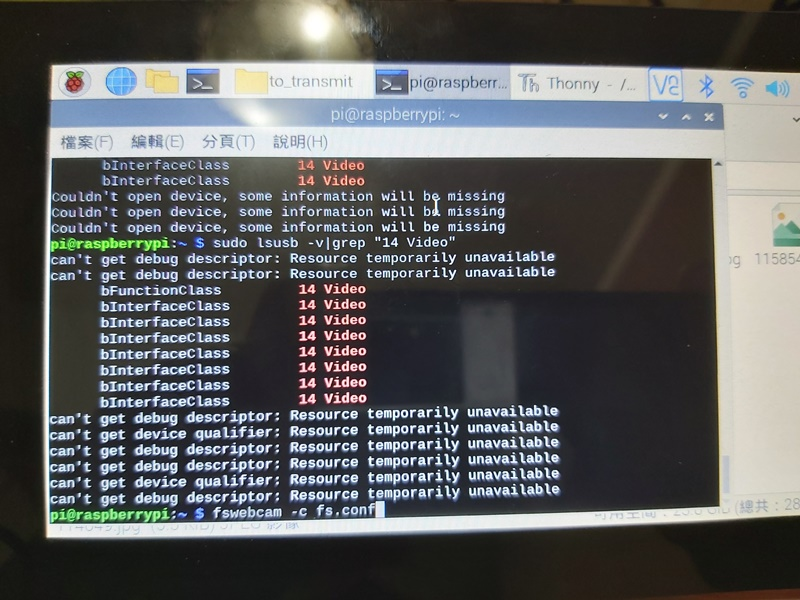 to_transmit
pi@raspberr...
Th Thonny - /...
V2
pi@raspberrypi: ~
檔案(F) 編輯(E) 分頁(T) 說明(H)
bInterfaceClass 14 Video
bInterfaceClass 14 Video
Couldn't open device, some information will be missing
Couldn't open device, some information will be missing
Couldn't open device, some information will be missing
pi@raspberrypi:~ $ sudo lsusb -v|grep "14 Video"
can't get debug descriptor: Resource temporarily unavailable
can't get debug descriptor: Resource temporarily unavailable
bFunctionClass 14 Video
bInterfaceClass 14 Video
bInterfaceClass 14 Video
bInterfaceClass 14 Video
bInterfaceClass 14 Video
bInterfaceClass 14 Video
bInterfaceClass 14 Video
bInterfaceClass 14 Video
can't get debug descriptor: Resource temporarily unavailable
can't get device qualifier: Resource temporarily unavailable
can't get debug descriptor: Resource temporarily unavailable
can't get debug descriptor: Resource temporarily unavailable
can't get device qualifier: Resource temporarily unavailable
can't get debug descriptor: Resource temporarily unavailable
pi@raspberrypi:~ $ fswebcam -c fs.conf
115854